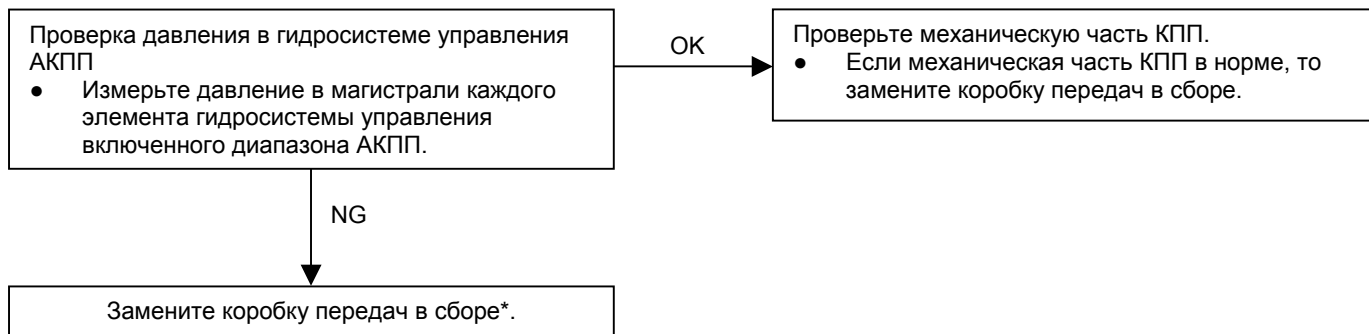 Проверка давления в гидросистеме управления
АКПП
● Измерьте давление в магистрали каждого
элемента гидросистемы управления
включенного диапазона АКПП.
OK
Проверьте механическую часть КПП.
● Если механическая часть КПП в норме, то
замените коробку передач в сборе.
NG
Замените коробку передач в сборе*.